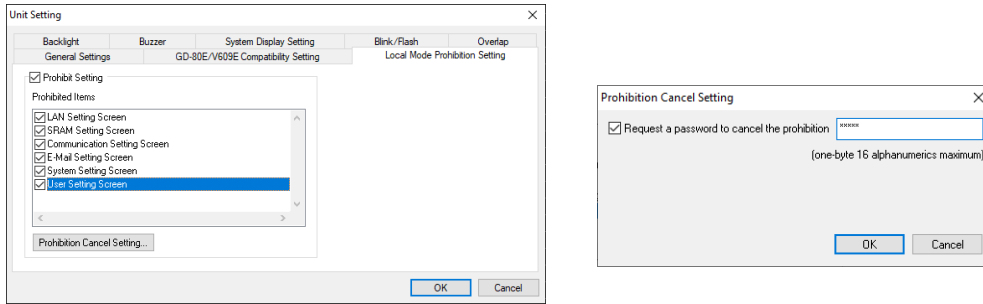 Unit Setting
Backlight Buzzer System Display Setting Blink/Flash Overlap
General Settings GD-80E/V609E Compatibility Setting Local Mode Prohibition Setting
Prohibit Setting
Prohibited Items
LAN Setting Screen
SRAM Setting Screen
Communication Setting Screen
E-Mail Setting Screen
System Setting Screen
User Setting Screen
Prohibition Cancel Setting...
OK Cancel
Prohibition Cancel Setting
Request a password to cancel the prohibition *****
(one-byte 16 alphanumerics maximum)
OK Cancel